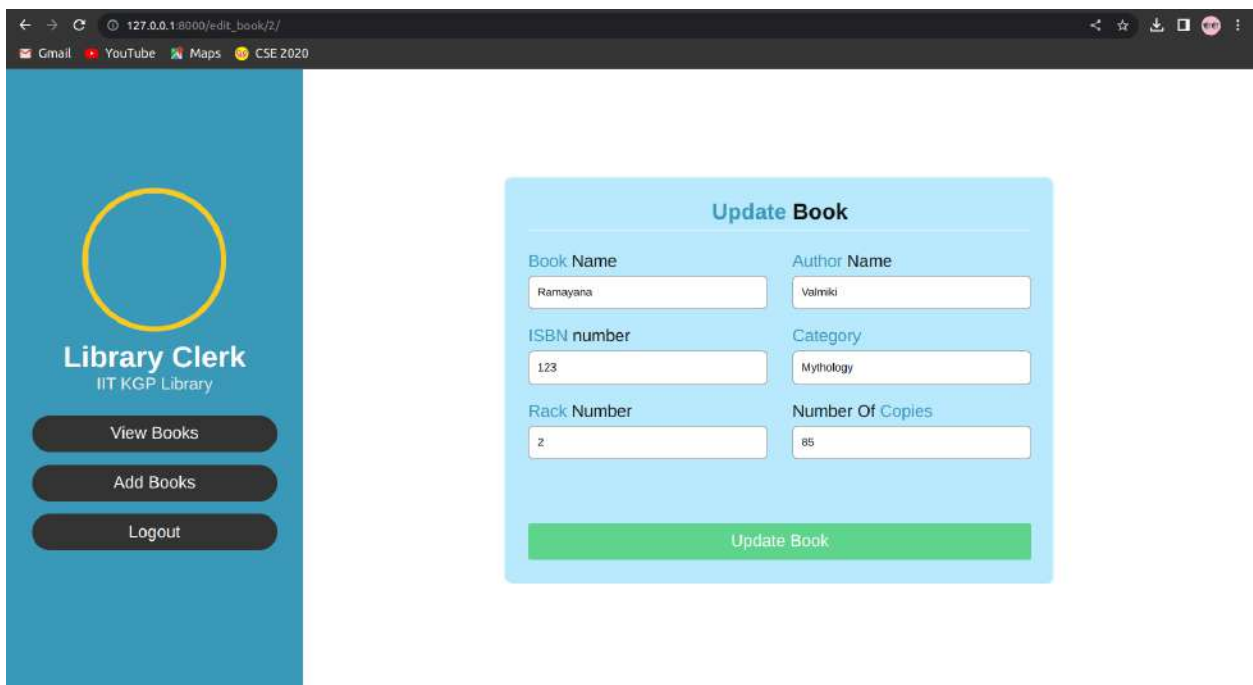 127.0.0.1:8000/edit_book/2/
Gmail YouTube Maps CSE 2020
Library Clerk
IIT KGP Library
View Books
Add Books
Logout
Update Book
Book Name Author Name
Ramayana Valmiki
ISBN number Category
123 Mythology
Rack Number Number Of Copies
2 85
Update Book